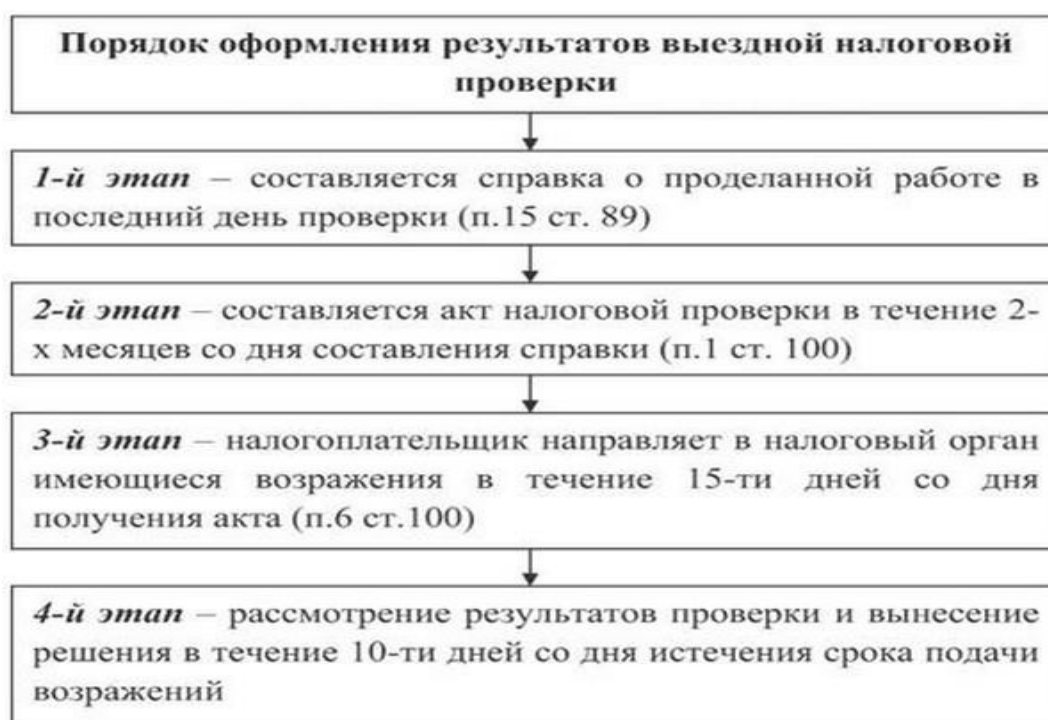 Порядок оформления результатов выездной налоговой
проверки
1-й этап – составляется справка о проделанной работе в
последний день проверки (п.15 ст. 89)
2-й этап – составляется акт налоговой проверки в течение 2-
х месяцев со дня составления справки (п.1 ст. 100)
3-й этап – налогоплательщик направляет в налоговый орган
имеющиеся возражения в течение 15-ти дней со дня
получения акта (п.6 ст.100)
4-й этап – рассмотрение результатов проверки и вынесение
решения в течение 10-ти дней со дня истечения срока подачи
возражений